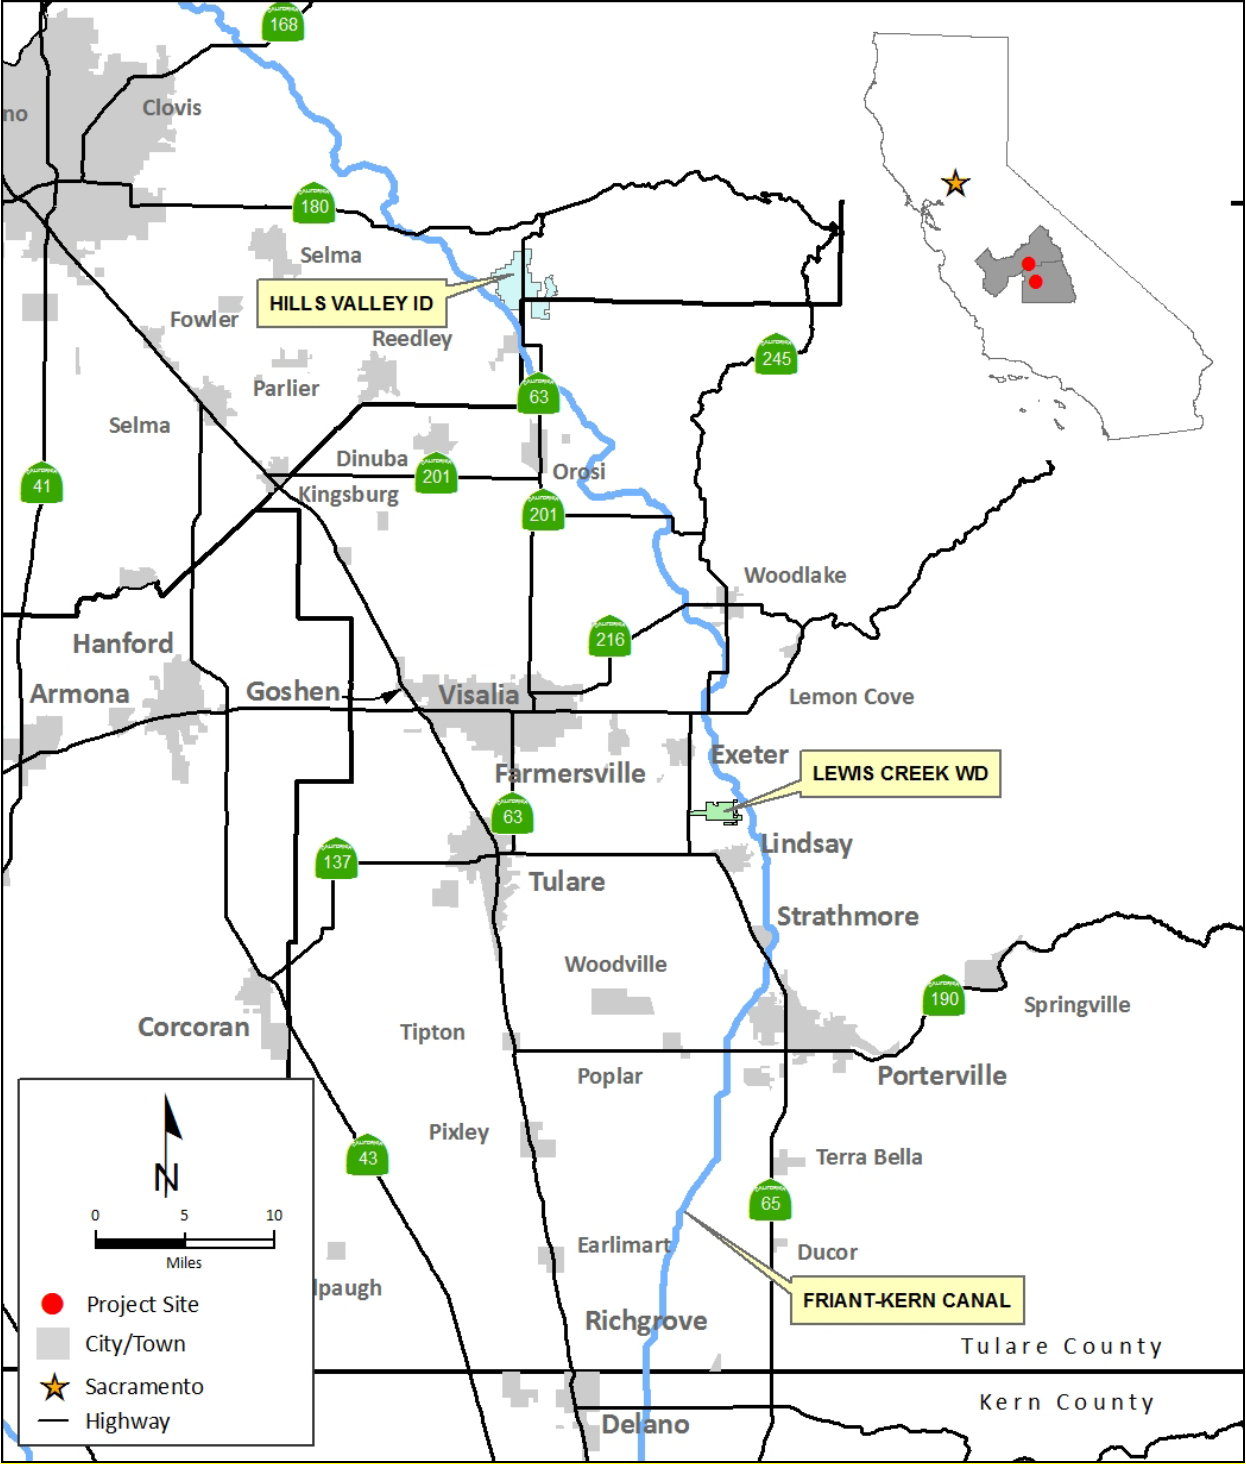 168
Clovis
no
180
Selma
HILLS VALLEY ID
Fowler
Reedley
245
Parlier
63
Selma
Dinuba
201
Orosi
41
Kingsburg
201
Woodlake
216
Hanford
Armona
Goshen
Visalia
Lemon Cove
Exeter
Farmersville
LEWIS CREEK WD
63
Lindsay
137
Tulare
Strathmore
Woodville
190
Springville
Corcoran
Tipton
Poplar
Porterville
Pixley
43
Terra Bella
65
Earlimart
Ducor
lpaugh
FRIANT-KERN CANAL
Richgrove
Tulare County
Kern County
Delano
N
0 5 10
Miles
Project Site
City/Town
Sacramento
Highway